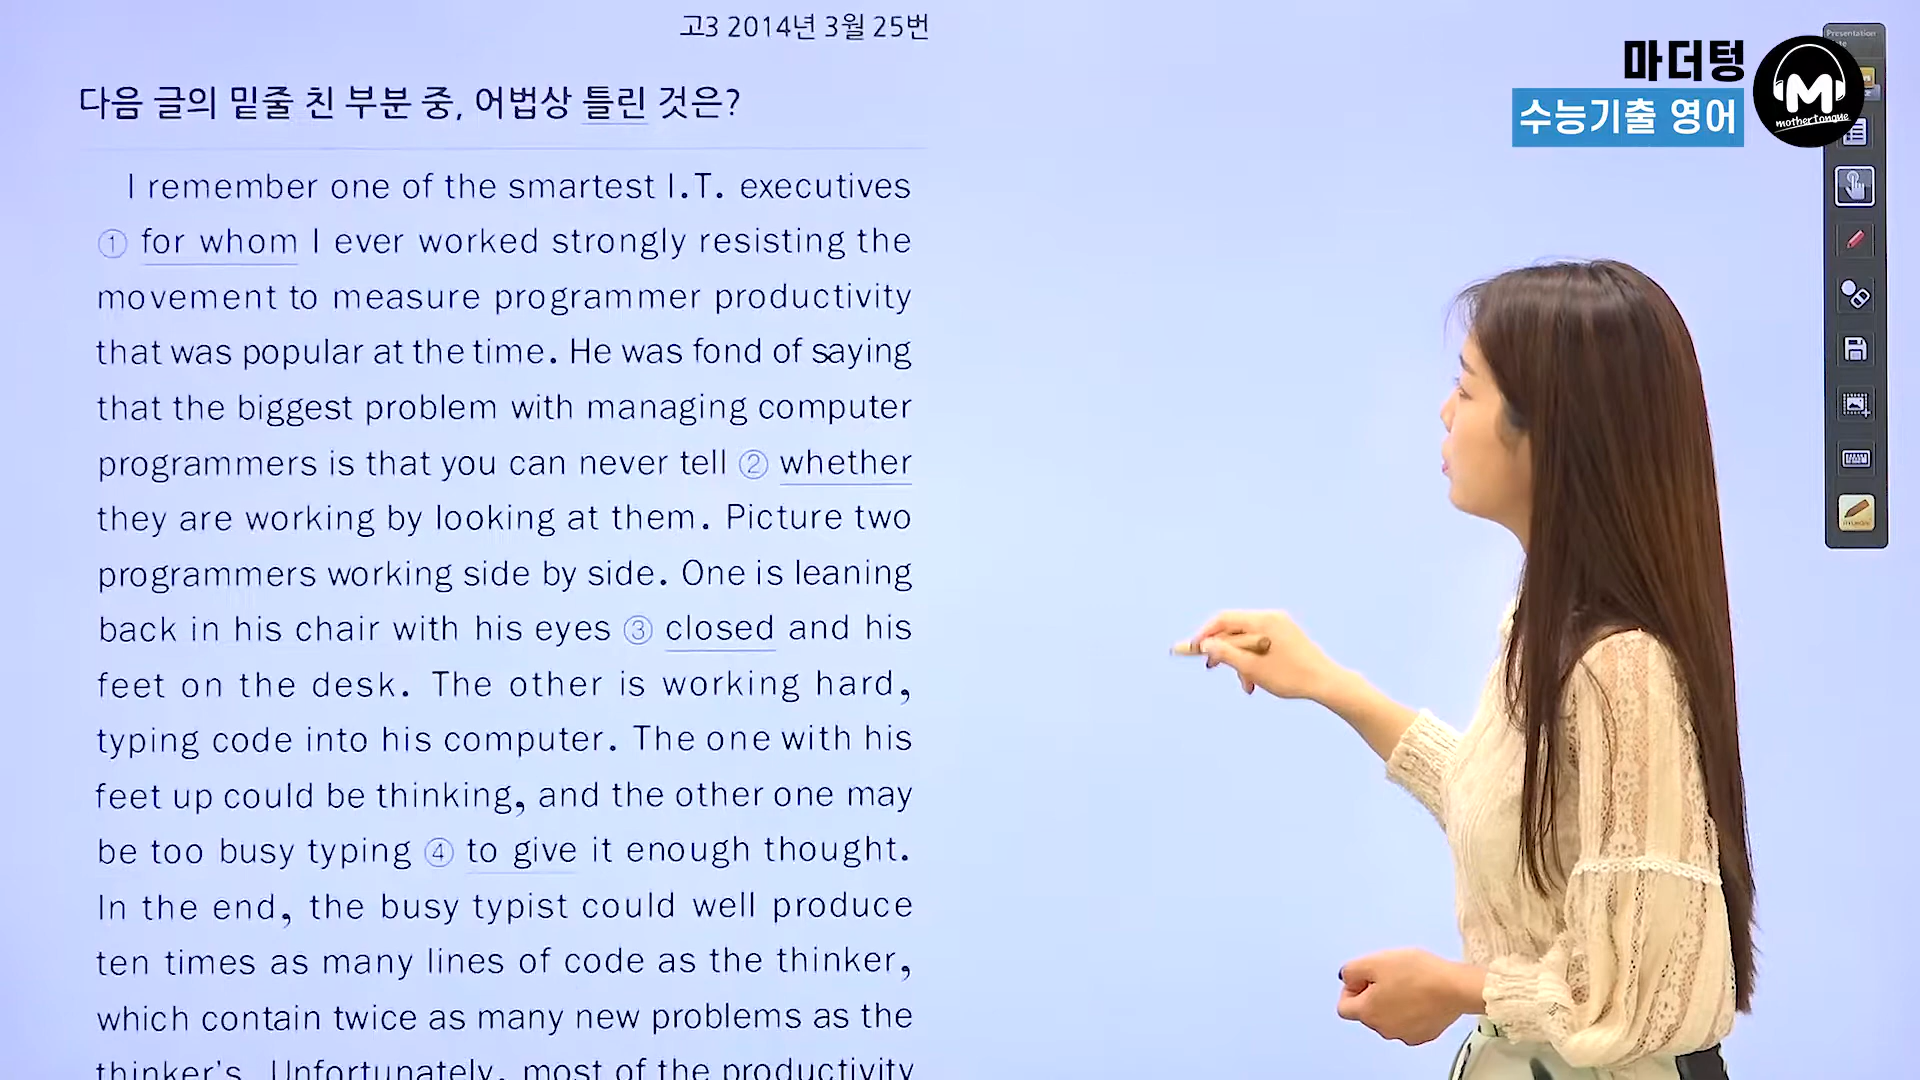 고3 2014년 3월 25번
마더텅
수능기출 영어
M
mothertongue
Presentation
다음 글의 밑줄 친 부분 중, 어법상 틀린 것은?
I remember one of the smartest I.T. executives
① for whom I ever worked strongly resisting the
movement to measure programmer productivity
that was popular at the time. He was fond of saying
that the biggest problem with managing computer
programmers is that you can never tell ② whether
they are working by looking at them. Picture two
programmers working side by side. One is leaning
back in his chair with his eyes ③ closed and his
feet on the desk. The other is working hard,
typing code into his computer. The one with his
feet up could be thinking, and the other one may
be too busy typing ④ to give it enough thought.
In the end, the busy typist could well produce
ten times as many lines of code as the thinker,
which contain twice as many new problems as the
thinker's. Unfortunately, most of the productivity